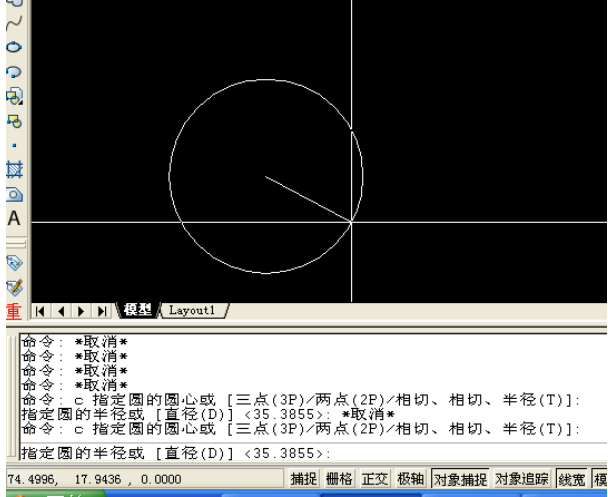 A
重
模型 Layout1
命令: *取消*
命令: *取消*
命令: *取消*
命令: *取消*
命令: c 指定圆的圆心或 [三点(3P)/两点(2P)/相切、相切、半径(T)]:
指定圆的半径或 [直径(D)] <35.3855>: *取消*
命令: c 指定圆的圆心或 [三点(3P)/两点(2P)/相切、相切、半径(T)]:
指定圆的半径或 [直径(D)] <35.3855>:
74.4996, 17.9436 , 0.0000 捕捉 栅格 正交 极轴 对象捕捉 对象追踪 线宽 模